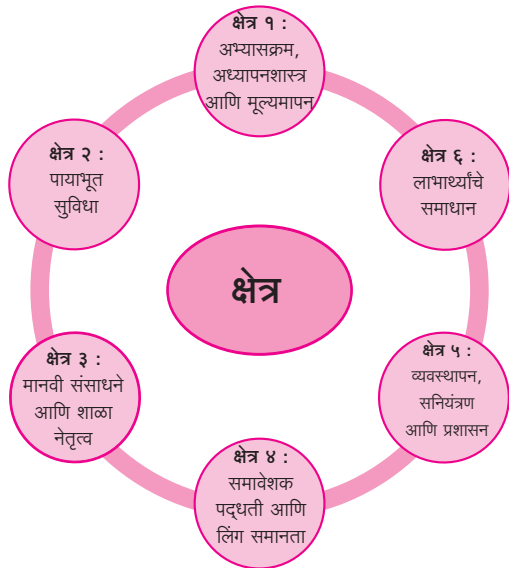 क्षेत्र १ :
अभ्यासक्रम,
अध्यापनशास्त्र
आणि मूल्यमापन
क्षेत्र २ :
पायाभूत
सुविधा
क्षेत्र ६ :
लाभार्थ्यांचे
समाधान
क्षेत्र
क्षेत्र ३ :
मानवी संसाधने
आणि शाळा
नेतृत्व
क्षेत्र ५ :
व्यवस्थापन,
सनियंत्रण
आणि प्रशासन
क्षेत्र ४ :
समावेशक
पद्धती आणि
लिंग समानता